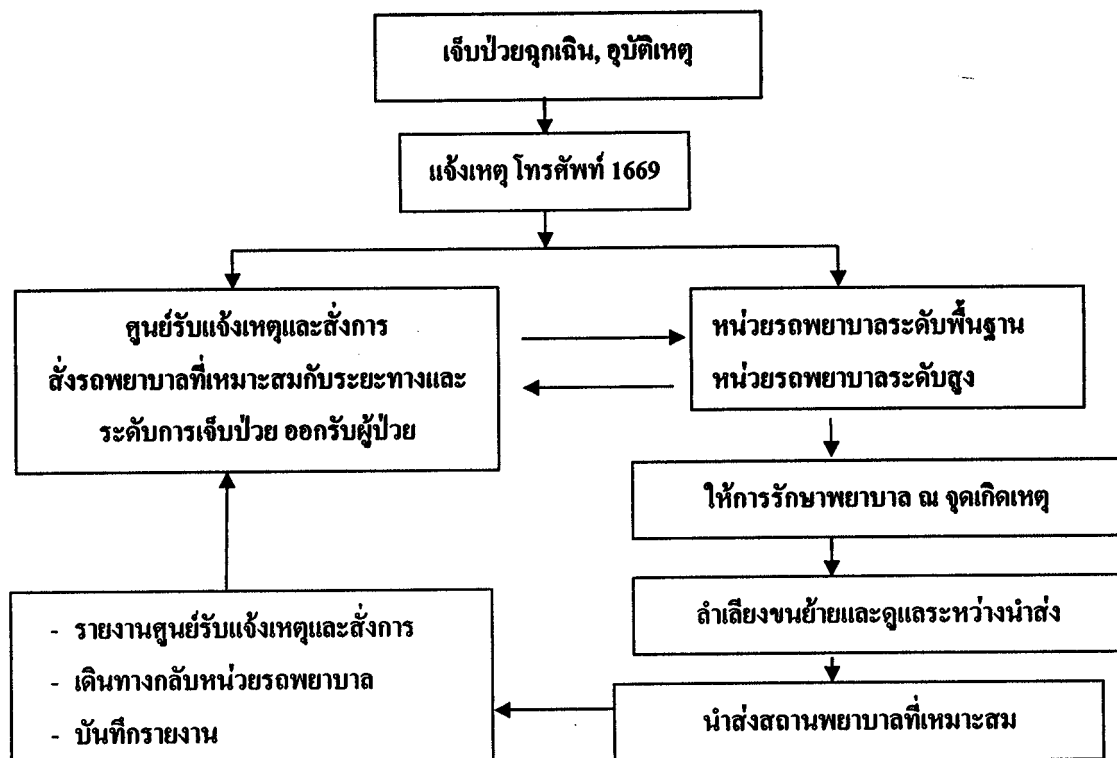 เจ็บป่วยฉุกเฉิน, อุบัติเหตุ
แจ้งเหตุ โทรศัพท์ 1669
ศูนย์รับแจ้งเหตุและสั่งการ
สั่งรถพยาบาลที่เหมาะสมกับระยะทางและ
ระดับการเจ็บป่วย ออกรับผู้ป่วย
หน่วยรถพยาบาลระดับพื้นฐาน
หน่วยรถพยาบาลระดับสูง
ให้การรักษาพยาบาล ณ จุดเกิดเหตุ
ลำเลียงขนย้ายและดูแลระหว่างนำส่ง
นำส่งสถานพยาบาลที่เหมาะสม
- รายงานศูนย์รับแจ้งเหตุและสั่งการ
- เดินทางกลับหน่วยรถพยาบาล
- บันทึกรายงาน